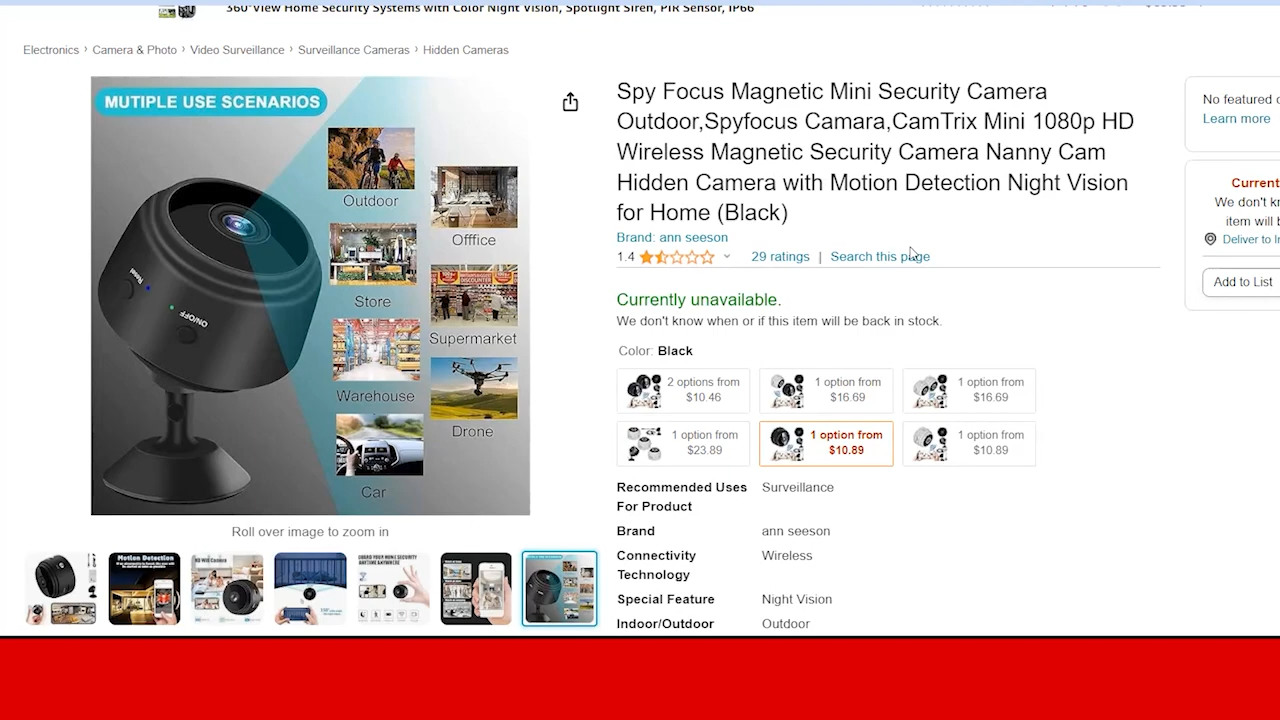 360°View Home Security Systems with Color Night Vision, Spotlight Siren, PIR Sensor, IP66
Electronics › Camera & Photo › Video Surveillance › Surveillance Cameras › Hidden Cameras
MUTIPLE USE SCENARIOS
Outdoor
Offfice
Store
Supermarket
Warehouse
Drone
Car
Reset
ON/OFF
Roll over image to zoom in
Motion Detection
Spy Focus Magnetic Mini Security Camera
Outdoor,Spyfocus Camara,CamTrix Mini 1080p HD
Wireless Magnetic Security Camera Nanny Cam
Hidden Camera with Motion Detection Night Vision
for Home (Black)
Brand: ann seeson
1.4
29 ratings | Search this page
Currently unavailable.
We don't know when or if this item will be back in stock.
Color: Black
2 options from
$10.46
1 option from
$16.69
1 option from
$16.69
1 option from
$23.89
1 option from
$10.89
1 option from
$10.89
Recommended Uses
For Product
Surveillance
Brand
ann seeson
Connectivity
Technology
Wireless
Special Feature
Night Vision
Indoor/Outdoor
Outdoor
No featured
Learn more
Current
We don't kn
item will b
Deliver to In
Add to List